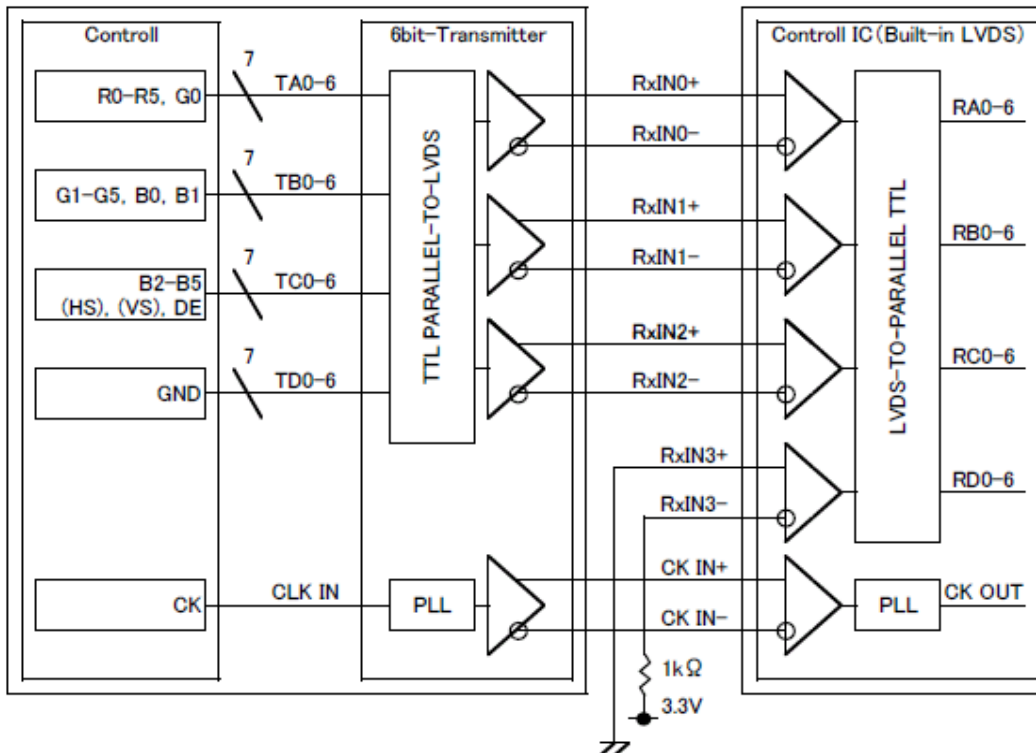 Controll
6bit-Transmitter
Controll IC(Built-in LVDS)
R0-R5, G0
7
TA0-6
RxIN0+
RxIN0-
RA0-6
G1-G5, B0, B1
7
TB0-6
RxIN1+
RxIN1-
RB0-6
B2-B5
(HS), (VS), DE
7
TC0-6
RxIN2+
RxIN2-
RC0-6
GND
7
TD0-6
RxIN3+
RxIN3-
RD0-6
TTL PARALLEL-TO-LVDS
LVDS-TO-PARALLEL TTL
CK
CLK IN
PLL
CK IN+
CK IN-
PLL
CK OUT
1kΩ
3.3V